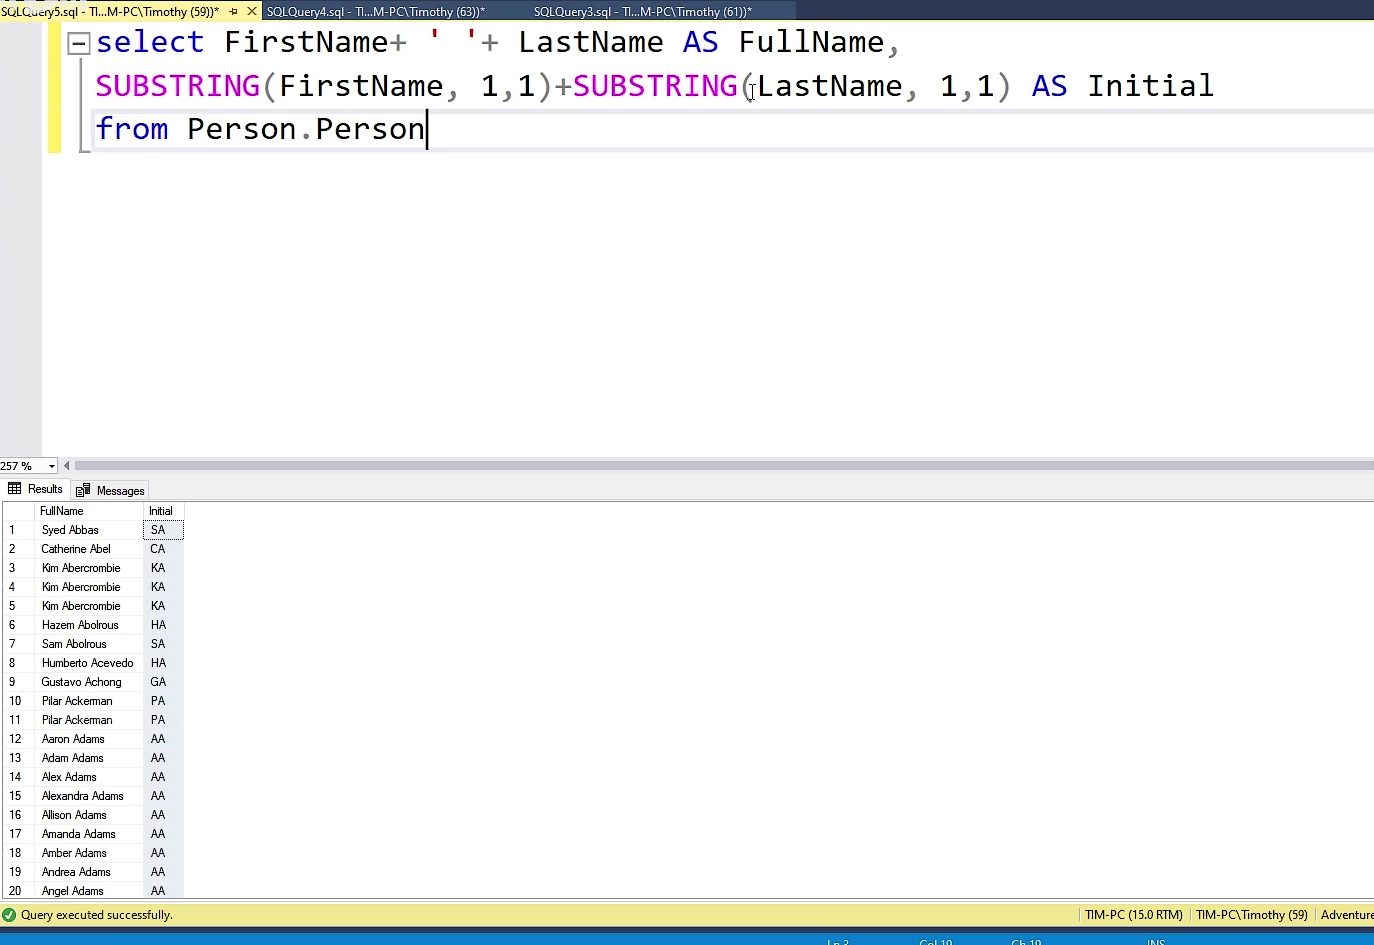 SQLQuery5.sql - TI...M-PC\Timothy (59))* SQLQuery4.sql - TI...M-PC\Timothy (63))* SQLQuery3.sql - TI...M-PC\Timothy (61))*
select FirstName+ ' '+ LastName AS FullName,
SUBSTRING(FirstName, 1,1)+SUBSTRING(LastName, 1,1) AS Initial
from Person.Person
257 %
Results Messages
FullName Initial
1 Syed Abbas SA
2 Catherine Abel CA
3 Kim Abercrombie KA
4 Kim Abercrombie KA
5 Kim Abercrombie KA
6 Hazem Abolrous HA
7 Sam Abolrous SA
8 Humberto Acevedo HA
9 Gustavo Achong GA
10 Pilar Ackerman PA
11 Pilar Ackerman PA
12 Aaron Adams AA
13 Adam Adams AA
14 Alex Adams AA
15 Alexandra Adams AA
16 Allison Adams AA
17 Amanda Adams AA
18 Amber Adams AA
19 Andrea Adams AA
20 Angel Adams AA
Query executed successfully. TIM-PC (15.0 RTM) TIM-PC\Timothy (59) Adventure
Ln 3 Col 19 Ch 19 INS